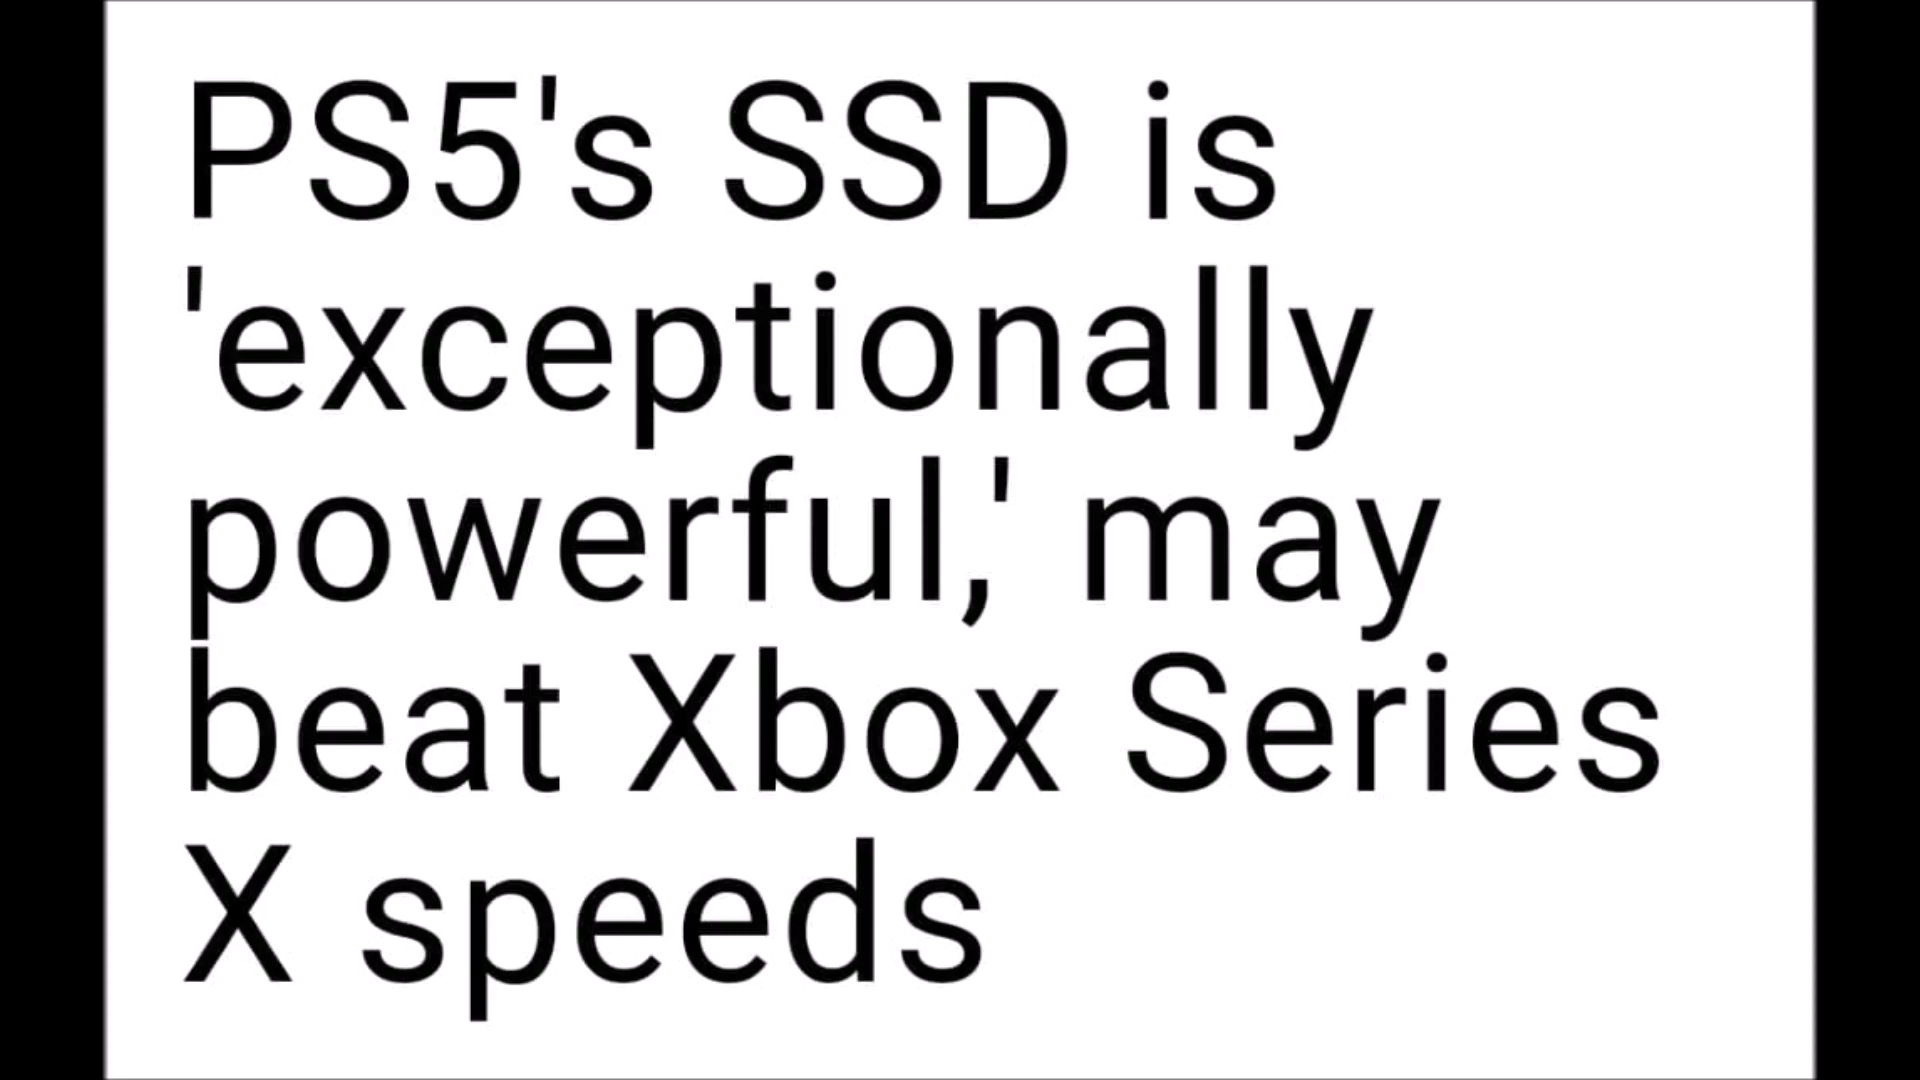 PS5's SSD is
'exceptionally
powerful,' may
beat Xbox Series
X speeds